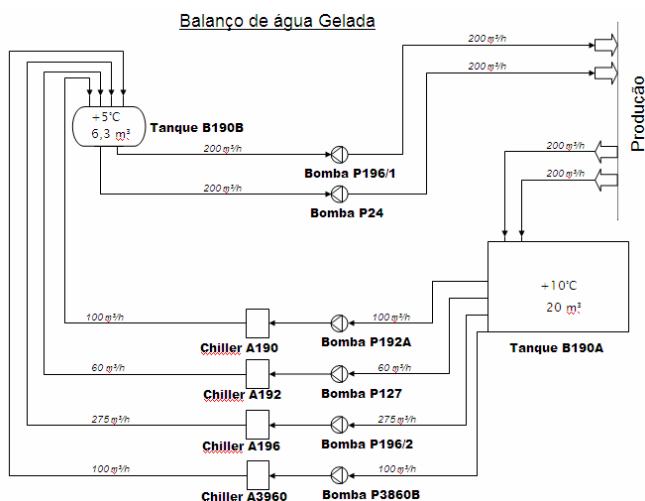 Balanço de água Gelada
200 m³/h
200 m³/h
+5°C
6,3 m³
Tanque B190B
200 m³/h
Bomba P196/1
200 m³/h
Bomba P24
Produção
200 m³/h
200 m³/h
+10°C
20 m³
Tanque B190A
100 m³/h
Chiller A190
Bomba P192A
100 m³/h
60 m³/h
Chiller A192
Bomba P127
60 m³/h
275 m³/h
Chiller A196
Bomba P196/2
275 m³/h
100 m³/h
Chiller A3960
Bomba P3860B
100 m³/h